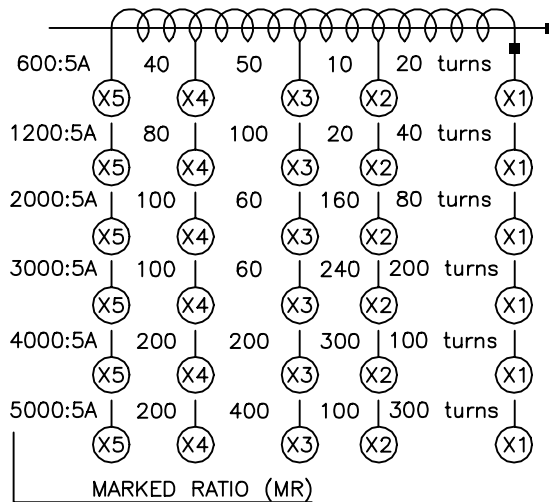 600:5A 40 50 10 20 turns
X5 X4 X3 X2 X1
1200:5A 80 100 20 40 turns
X5 X4 X3 X2 X1
2000:5A 100 60 160 80 turns
X5 X4 X3 X2 X1
3000:5A 100 60 240 200 turns
X5 X4 X3 X2 X1
4000:5A 200 200 300 100 turns
X5 X4 X3 X2 X1
5000:5A 200 400 100 300 turns
X5 X4 X3 X2 X1
MARKED RATIO (MR)